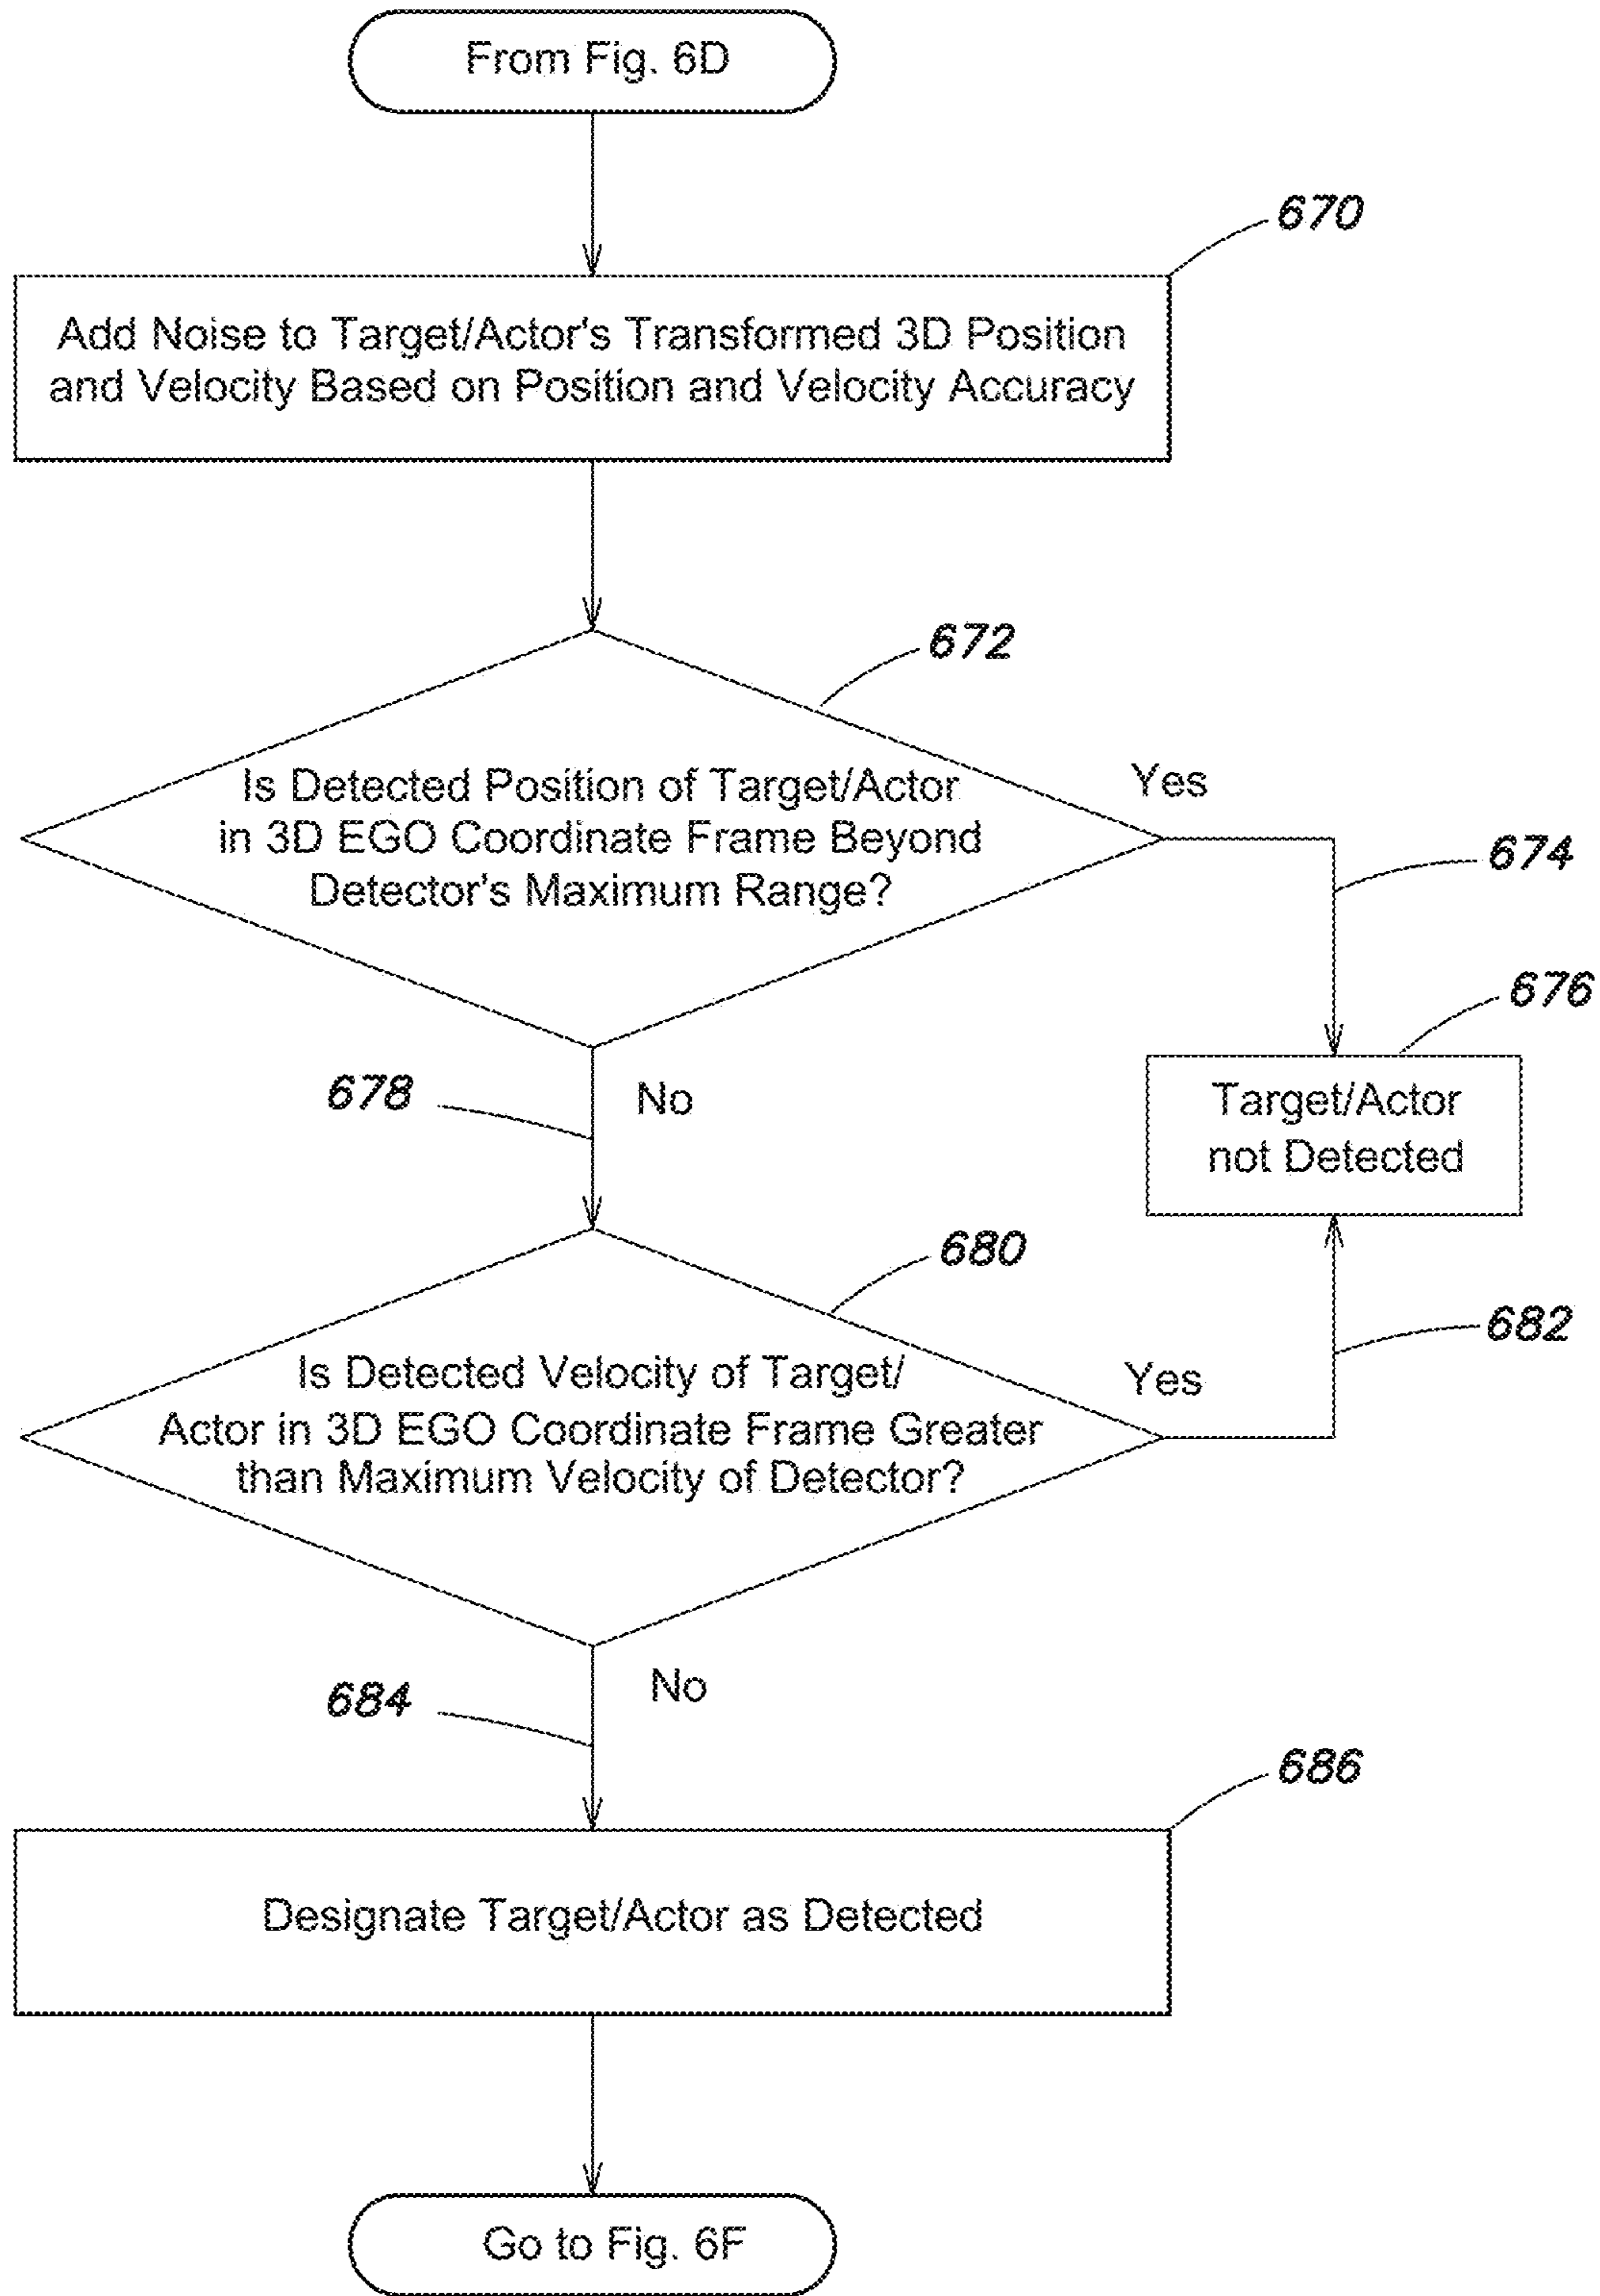 From Fig. 6D
670
Add Noise to Target/Actor's Transformed 3D Position
and Velocity Based on Position and Velocity Accuracy
672
Is Detected Position of Target/Actor
in 3D EGO Coordinate Frame Beyond
Detector's Maximum Range?
Yes
674
676
Target/Actor
not Detected
678
No
680
Is Detected Velocity of Target/
Actor in 3D EGO Coordinate Frame Greater
than Maximum Velocity of Detector?
Yes
682
684
No
686
Designate Target/Actor as Detected
Go to Fig. 6F